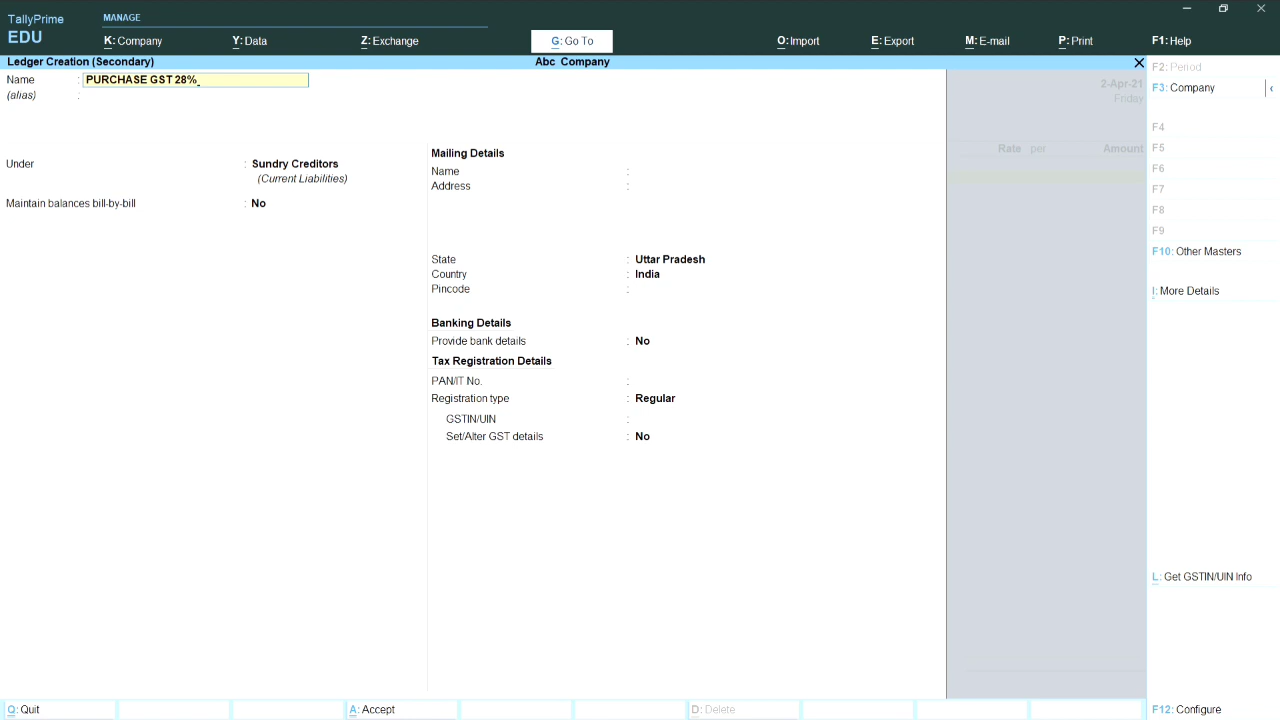 TallyPrime
EDU
MANAGE
K: Company
Y: Data
Z: Exchange
G: Go To
O: Import
E: Export
M: E-mail
P: Print
F1: Help
Ledger Creation (Secondary)
Abc Company
Name : PURCHASE GST 28%
(alias) :
Under : Sundry Creditors
(Current Liabilities)
Maintain balances bill-by-bill : No
Mailing Details
Name :
Address :
State : Uttar Pradesh
Country : India
Pincode :
Banking Details
Provide bank details : No
Tax Registration Details
PAN/IT No. :
Registration type : Regular
GSTIN/UIN :
Set/Alter GST details : No
2-Apr-21
Friday
Rate per Amount
F2: Period
F3: Company
F4
F5
F6
F7
F8
F9
F10: Other Masters
I: More Details
L: Get GSTIN/UIN Info
F12: Configure
Q: Quit
A: Accept
D: Delete